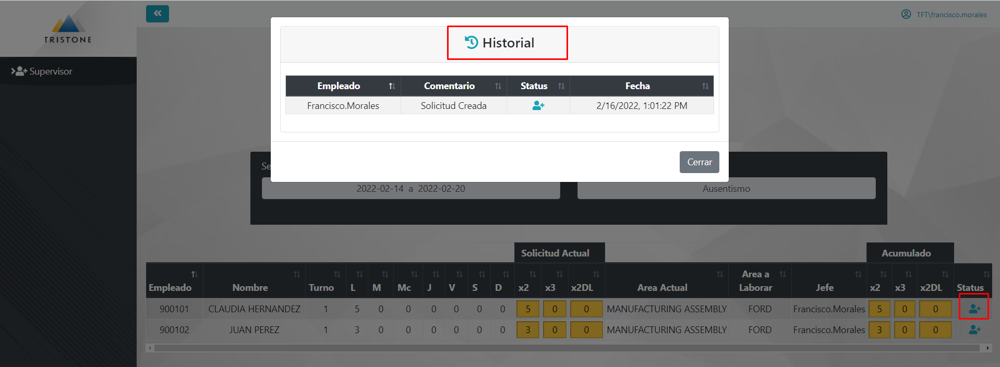 TRISTONE
TFT\francisco.morales
Supervisor
Historial
Empleado Comentario Status Fecha
Francisco.Morales Solicitud Creada 2/16/2022, 1:01:22 PM
Cerrar
Se
2022-02-14 a 2022-02-20 Ausentismo
Solicitud Actual Acumulado
Empleado Nombre Turno L M Mc J V S D x2 x3 x2DL Area Actual Area a Laborar Jefe x2 x3 x2DL Status
900101 CLAUDIA HERNANDEZ 1 5 0 0 0 0 0 0 5 0 0 MANUFACTURING ASSEMBLY FORD Francisco.Morales 5 0 0
900102 JUAN PEREZ 1 3 0 0 0 0 0 0 3 0 0 MANUFACTURING ASSEMBLY FORD Francisco.Morales 3 0 0